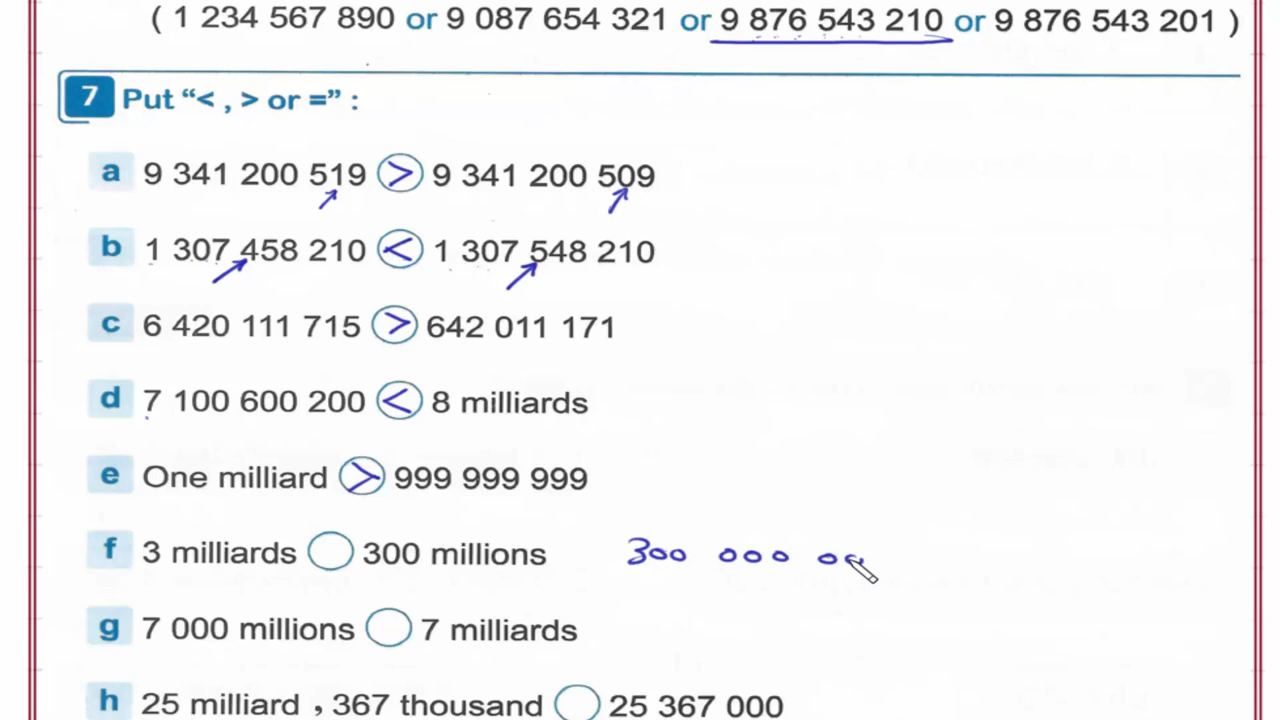 ( 1 234 567 890 or 9 087 654 321 or 9 876 543 210 or 9 876 543 201 )
7 Put “< , > or =” :
a 9 341 200 519 > 9 341 200 509
b 1 307 458 210 < 1 307 548 210
c 6 420 111 715 > 642 011 171
d 7 100 600 200 < 8 milliards
e One milliard > 999 999 999
f 3 milliards 300 millions 300 000 00
g 7 000 millions 7 milliards
h 25 milliard , 367 thousand 25 367 000